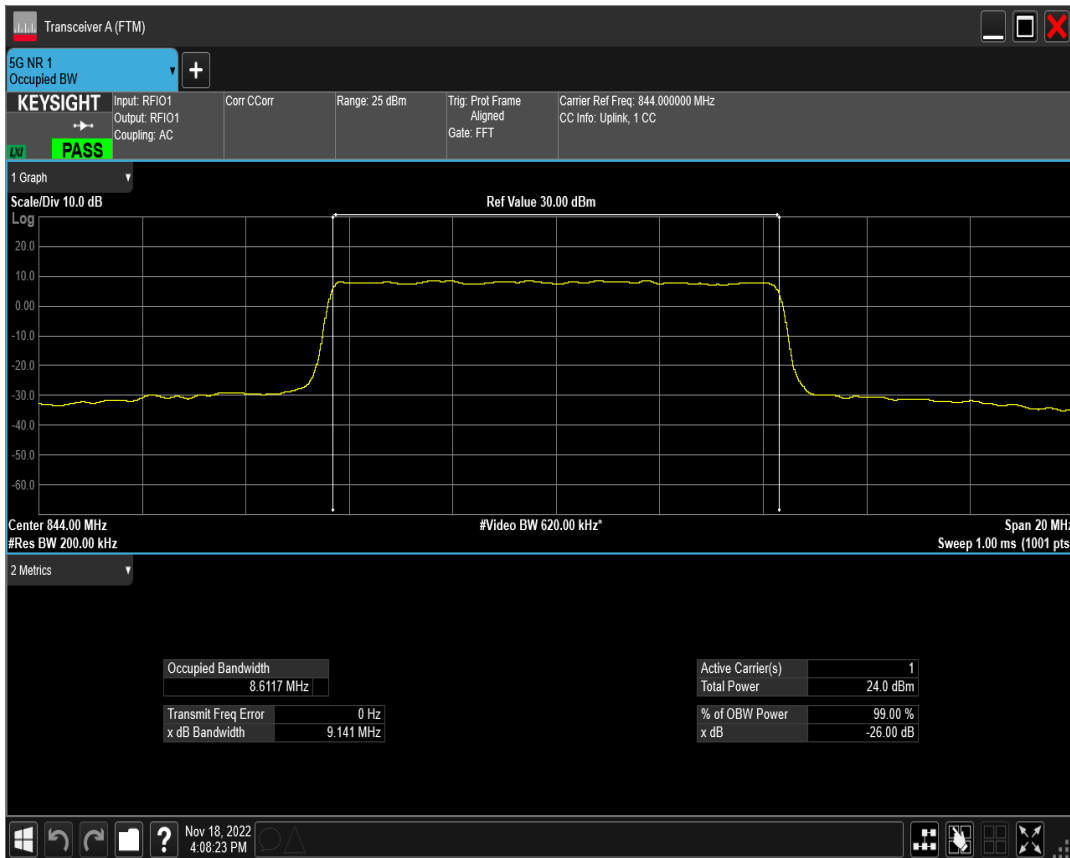 Transceiver A (FTM)
5G NR 1
Occupied BW
+
KEYSIGHT
LXI
PASS
Input: RFIO1
Output: RFIO1
Coupling: AC
Corr CCorr
Range: 25 dBm
Trig: Prot Frame
Aligned
Gate: FFT
Carrier Ref Freq: 844.000000 MHz
CC Info: Uplink, 1 CC
1 Graph
Scale/Div 10.0 dB
Ref Value 30.00 dBm
Log
20.0
10.0
0.00
-10.0
-20.0
-30.0
-40.0
-50.0
-60.0
Center 844.00 MHz
#Video BW 620.00 kHz*
Span 20 MHz
#Res BW 200.00 kHz
Sweep 1.00 ms (1001 pts
2 Metrics
Occupied Bandwidth
8.6117 MHz
Transmit Freq Error 0 Hz
x dB Bandwidth 9.141 MHz
Active Carrier(s) 1
Total Power 24.0 dBm
% of OBW Power 99.00 %
x dB -26.00 dB
?
Nov 18, 2022
4:08:23 PM